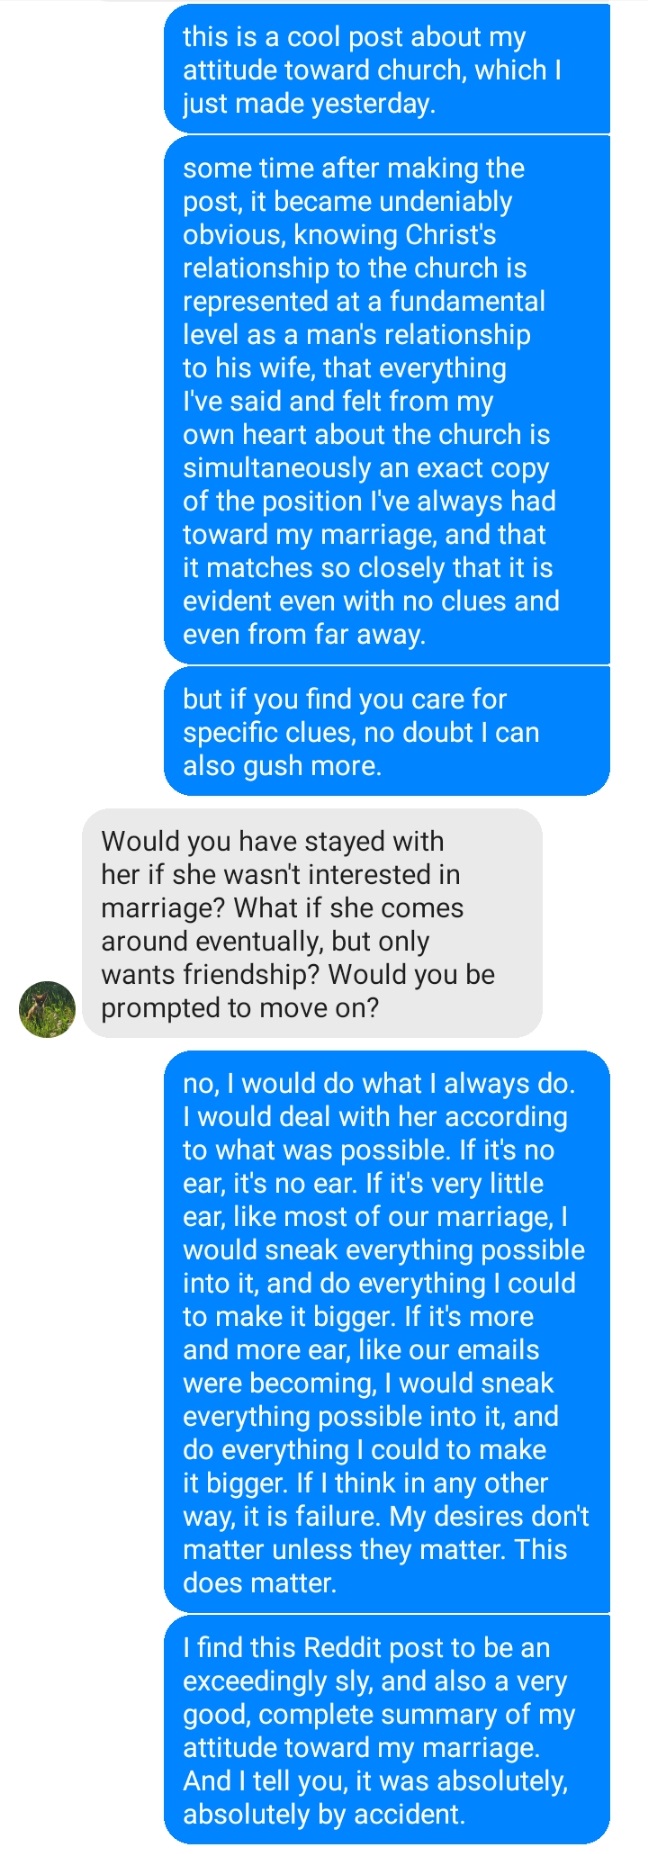 this is a cool post about my
attitude toward church, which I
just made yesterday.
some time after making the
post, it became undeniably
obvious, knowing Christ's
relationship to the church is
represented at a fundamental
level as a man's relationship
to his wife, that everything
I've said and felt from my
own heart about the church is
simultaneously an exact copy
of the position I've always had
toward my marriage, and that
it matches so closely that it is
evident even with no clues and
even from far away.
but if you find you care for
specific clues, no doubt I can
also gush more.
Would you have stayed with
her if she wasn't interested in
marriage? What if she comes
around eventually, but only
wants friendship? Would you be
prompted to move on?
no, I would do what I always do.
I would deal with her according
to what was possible. If it's no
ear, it's no ear. If it's very little
ear, like most of our marriage, I
would sneak everything possible
into it, and do everything I could
to make it bigger. If it's more
and more ear, like our emails
were becoming, I would sneak
everything possible into it, and
do everything I could to make
it bigger. If I think in any other
way, it is failure. My desires don't
matter unless they matter. This
does matter.
I find this Reddit post to be an
exceedingly sly, and also a very
good, complete summary of my
attitude toward my marriage.
And I tell you, it was absolutely,
absolutely by accident.